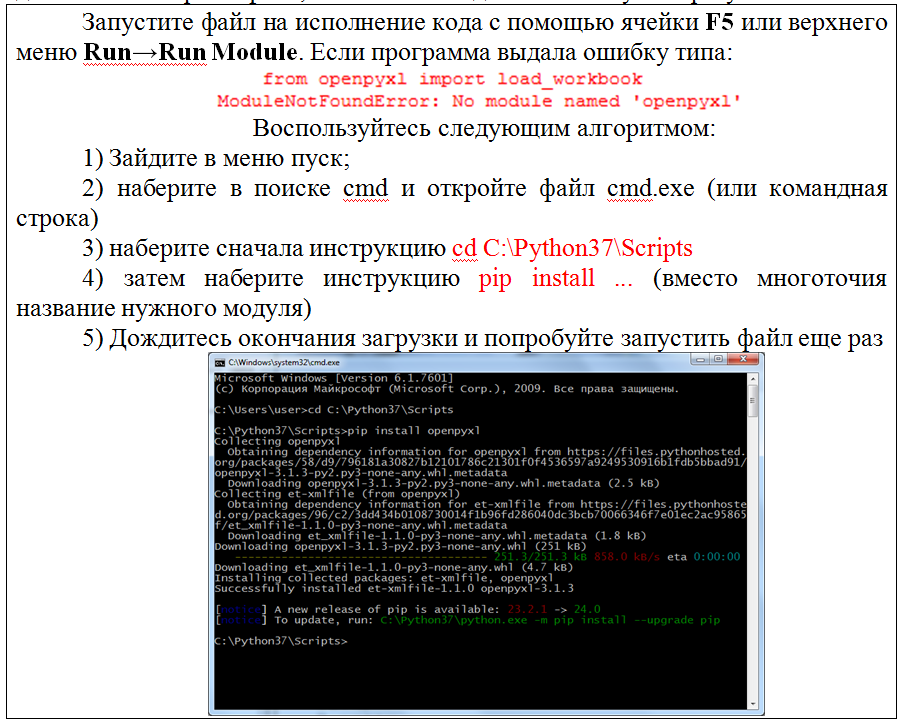 Запустите файл на исполнение кода с помощью ячейки F5 или верхнего
меню Run→Run Module. Если программа выдала ошибку типа:
from openpyxl import load_workbook
ModuleNotFoundError: No module named 'openpyxl'
Воспользуйтесь следующим алгоритмом:
1) Зайдите в меню пуск;
2) наберите в поиске cmd и откройте файл cmd.exe (или командная
строка)
3) наберите сначала инструкцию cd C:\Python37\Scripts
4) затем наберите инструкцию pip install ... (вместо многоточия
название нужного модуля)
5) Дождитесь окончания загрузки и попробуйте запустить файл еще раз
C:\Windows\system32\cmd.exe
Microsoft Windows [Version 6.1.7601]
(c) Корпорация Майкрософт (Microsoft Corp.), 2009. Все права защищены.
C:\Users\user>cd C:\Python37\Scripts
C:\Python37\Scripts>pip install openpyxl
Collecting openpyxl
Obtaining dependency information for openpyxl from https://files.pythonhosted.
org/packages/58/d9/796181a30827b12101786c21301f0f4536597a9249530916b1fdb5bbad91/
openpyxl-3.1.3-py2.py3-none-any.whl.metadata
Downloading openpyxl-3.1.3-py2.py3-none-any.whl.metadata (2.5 kB)
Collecting et-xmlfile (from openpyxl)
Obtaining dependency information for et-xmlfile from https://files.pythonhoste
d.org/packages/96/c2/3dd434b0108730014f1b96fd286040dc3bcb70066346f7e01ec2ac95865
f/et_xmlfile-1.1.0-py3-none-any.whl.metadata
Downloading et_xmlfile-1.1.0-py3-none-any.whl.metadata (1.8 kB)
Downloading openpyxl-3.1.3-py2.py3-none-any.whl (251 kB)
---------------------------------------- 251.3/251.3 kB 858.0 kB/s eta 0:00:00
Downloading et_xmlfile-1.1.0-py3-none-any.whl (4.7 kB)
Installing collected packages: et-xmlfile, openpyxl
Successfully installed et-xmlfile-1.1.0 openpyxl-3.1.3
[notice] A new release of pip is available: 23.2.1 -> 24.0
[notice] To update, run: C:\Python37\python.exe -m pip install --upgrade pip
C:\Python37\Scripts>